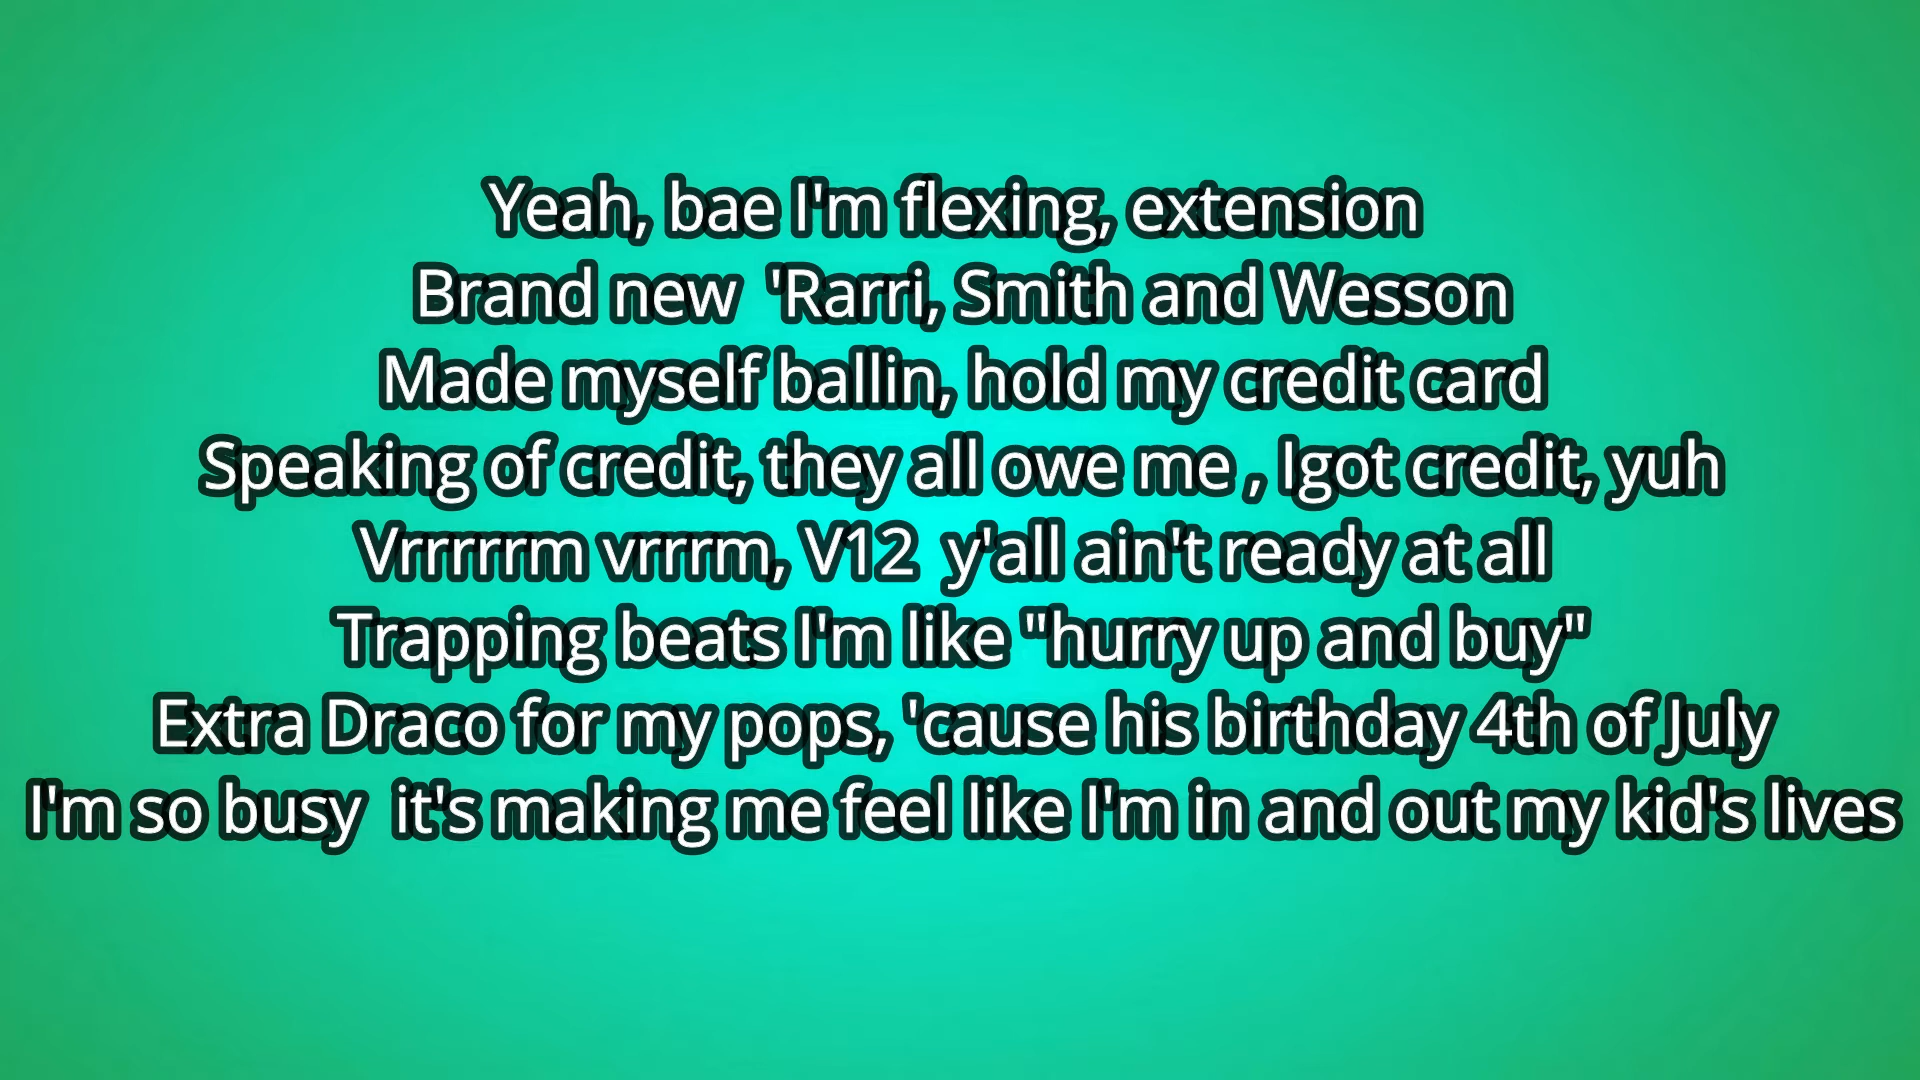 Yeah, bae I'm flexing, extension
Brand new  'Rarri, Smith and Wesson
Made myself ballin, hold my credit card
Speaking of credit, they all owe me , Igot credit, yuh
Vrrrrrm vrrrm, V12  y'all ain't ready at all
Trapping beats I'm like "hurry up and buy"
Extra Draco for my pops, 'cause his birthday 4th of July
I'm so busy  it's making me feel like I'm in and out my kid's lives